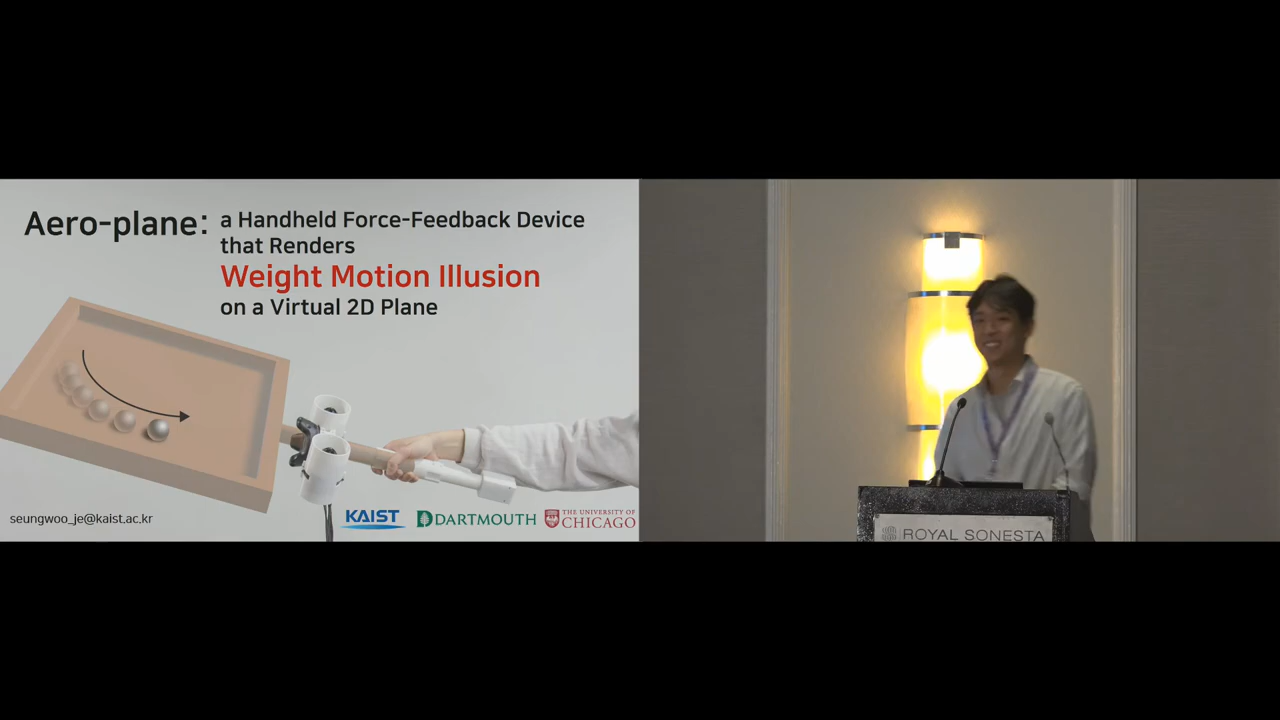 Aero-plane: a Handheld Force-Feedback Device
that Renders
Weight Motion Illusion
on a Virtual 2D Plane
seungwoo_je@kaist.ac.kr
KAIST
DARTMOUTH
THE UNIVERSITY OF
CHICAGO
ROYAL SONESTA